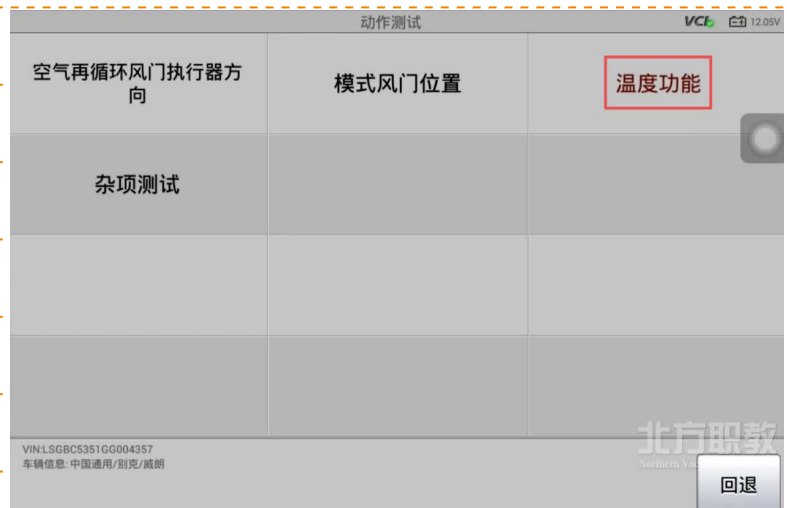 动作测试
VCI
12.05V
空气再循环风门执行器方
向
模式风门位置
温度功能
杂项测试
VIN:LSGBC5351GG004357
车辆信息: 中国通用/别克/威朗
北方职教
Northern
回退